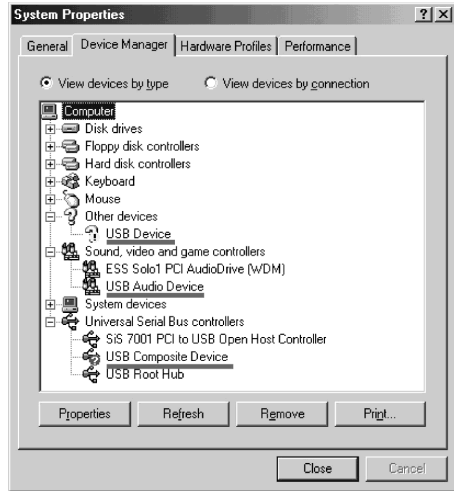 System Properties
General Device Manager Hardware Profiles Performance
View devices by type View devices by connection
Computer
Disk drives
Floppy disk controllers
Hard disk controllers
Keyboard
Mouse
Other devices
USB Device
Sound, video and game controllers
ESS Solo1 PCI AudioDrive (WDM)
USB Audio Device
System devices
Universal Serial Bus controllers
SiS 7001 PCI to USB Open Host Controller
USB Composite Device
USB Root Hub
Properties Refresh Remove Print...
Close Cancel